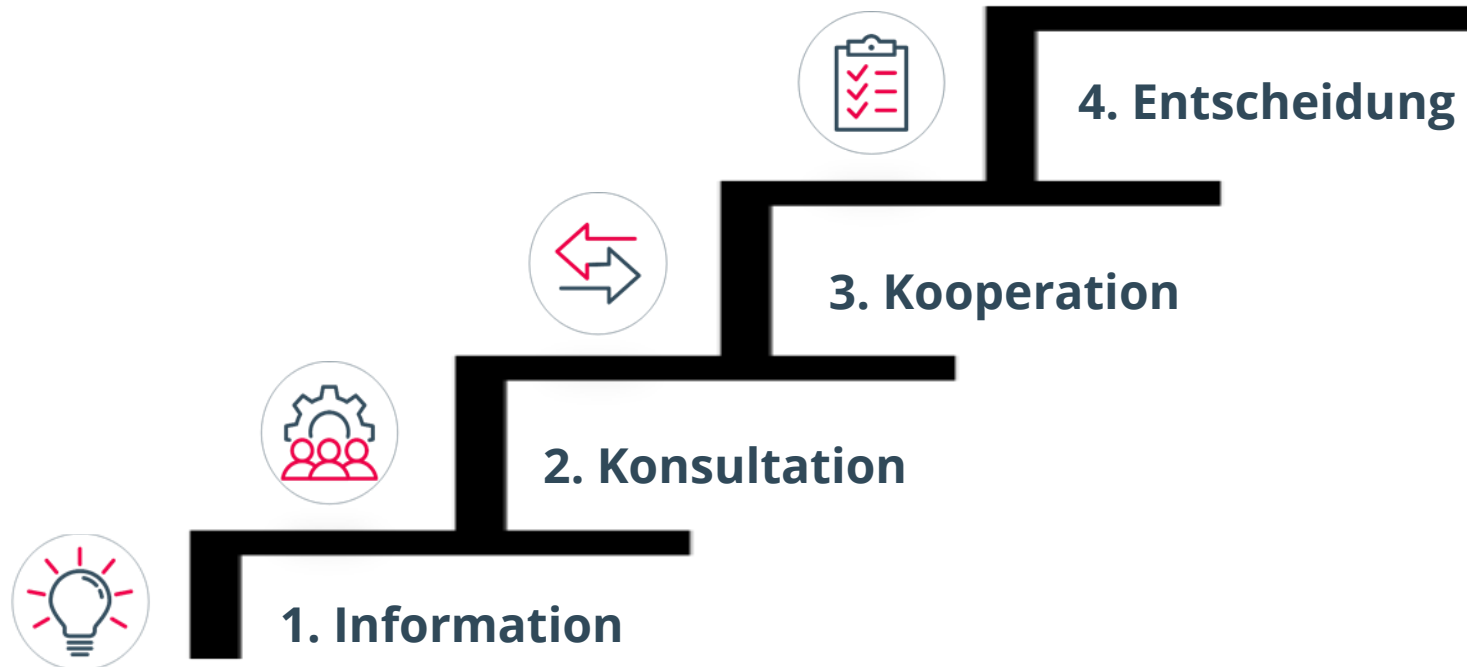 4. Entscheidung
3. Kooperation
2. Konsultation
1. Information